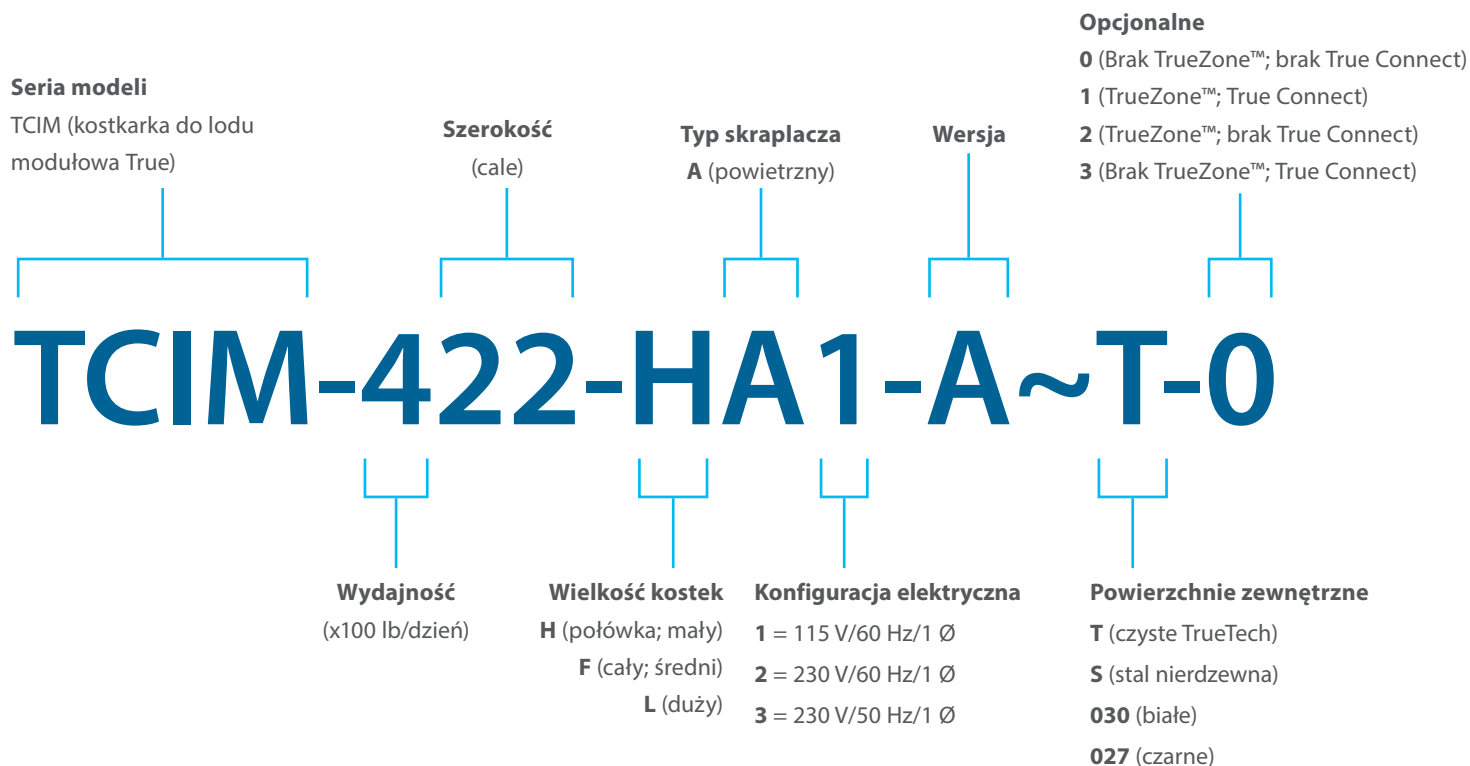 Seria modeli
TCIM (kostkarka do lodu
modułowa True)
Szerokość
(cale)
Typ skraplacza
A (powietrzny)
Wersja
Opcjonalne
0 (Brak TrueZone™; brak True Connect)
1 (TrueZone™; True Connect)
2 (TrueZone™; brak True Connect)
3 (Brak TrueZone™; True Connect)
TCIM-422-HA1-A~T-0
Wydajność
(x100 lb/dzień)
Wielkość kostek
H (połówka; mały)
F (cały; średni)
L (duży)
Konfiguracja elektryczna
1 = 115 V/60 Hz/1 Ø
2 = 230 V/60 Hz/1 Ø
3 = 230 V/50 Hz/1 Ø
Powierzchnie zewnętrzne
T (czyste TrueTech)
S (stal nierdzewna)
030 (białe)
027 (czarne)